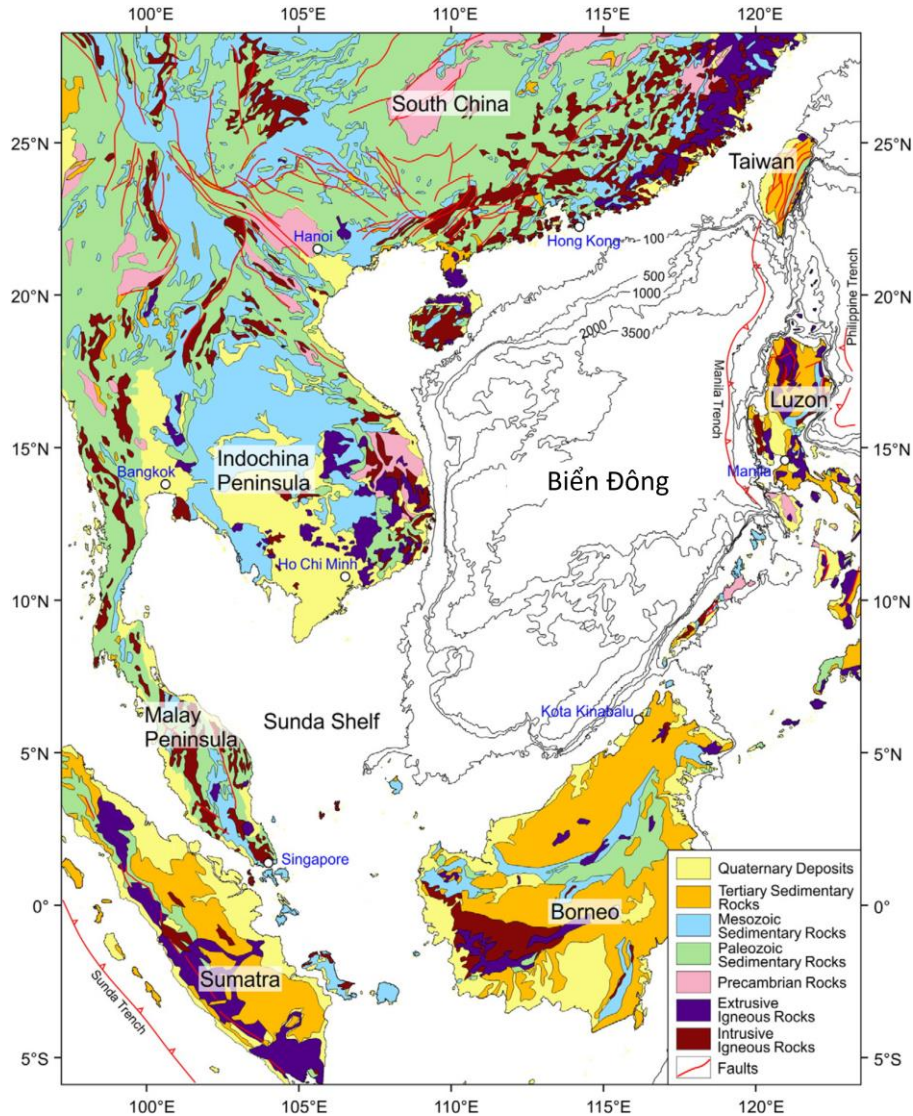 100°E 105°E 110°E 115°E 120°E
South China
25°N 25°N
Taiwan
Hanoi
Hong Kong
100
500
1000
2000 3500
20°N 20°N
Philippine Trench
Manila Trench
Luzon
15°N 15°N
Bangkok
Indochina
Peninsula
Biển Đông
Manila
Ho Chi Minh
10°N 10°N
Malay
Peninsula
Sunda Shelf
Kota Kinabalu
5°N 5°N
Singapore
0° 0°
Borneo
Sumatra
Sunda Trench
5°S 5°S
Quaternary Deposits
Tertiary Sedimentary
Rocks
Mesozoic
Sedimentary Rocks
Paleozoic
Sedimentary Rocks
Precambrian Rocks
Extrusive
Igneous Rocks
Intrusive
Igneous Rocks
Faults
100°E 105°E 110°E 115°E 120°E